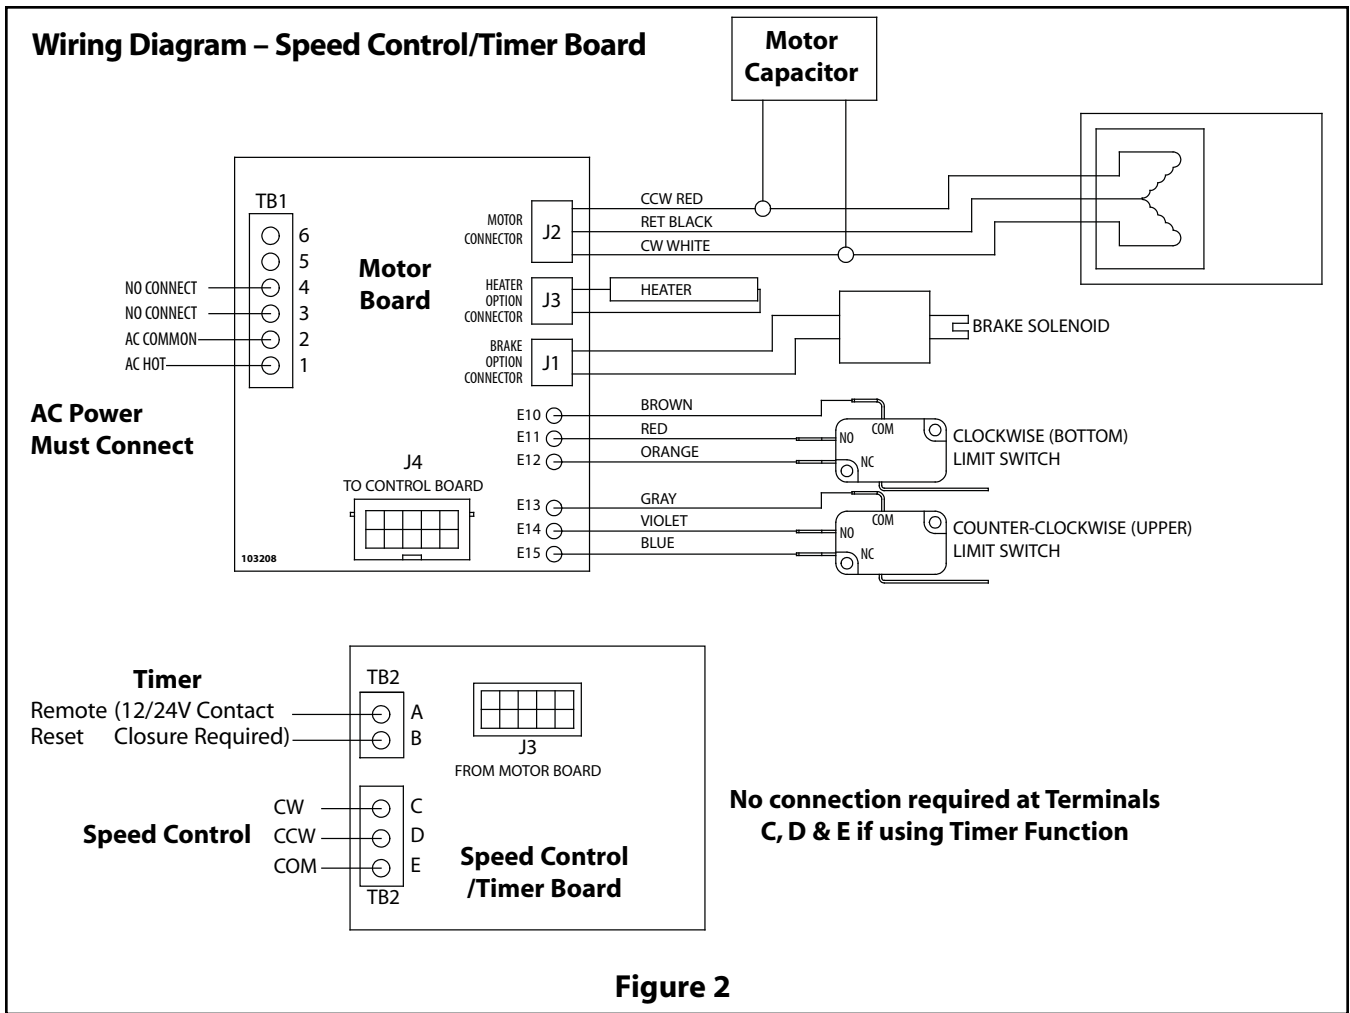 Wiring Diagram – Speed Control/Timer Board
Motor
Capacitor
TB1
6
5
4
3
2
1
NO CONNECT
NO CONNECT
AC COMMON
AC HOT
AC Power
Must Connect
Motor
Board
MOTOR
CONNECTOR
J2
HEATER
OPTION
CONNECTOR
J3
BRAKE
OPTION
CONNECTOR
J1
CCW RED
RET BLACK
CW WHITE
HEATER
BRAKE SOLENOID
E10
E11
E12
BROWN
RED
ORANGE
COM
NO
NC
CLOCKWISE (BOTTOM)
LIMIT SWITCH
E13
E14
E15
GRAY
VIOLET
BLUE
COM
NO
NC
COUNTER-CLOCKWISE (UPPER)
LIMIT SWITCH
J4
TO CONTROL BOARD
103208
Timer
Remote (12/24V Contact
Reset Closure Required)
TB2
A
B
J3
FROM MOTOR BOARD
Speed Control
CW
CCW
COM
C
D
E
TB2
Speed Control
/Timer Board
No connection required at Terminals
C, D & E if using Timer Function
Figure 2